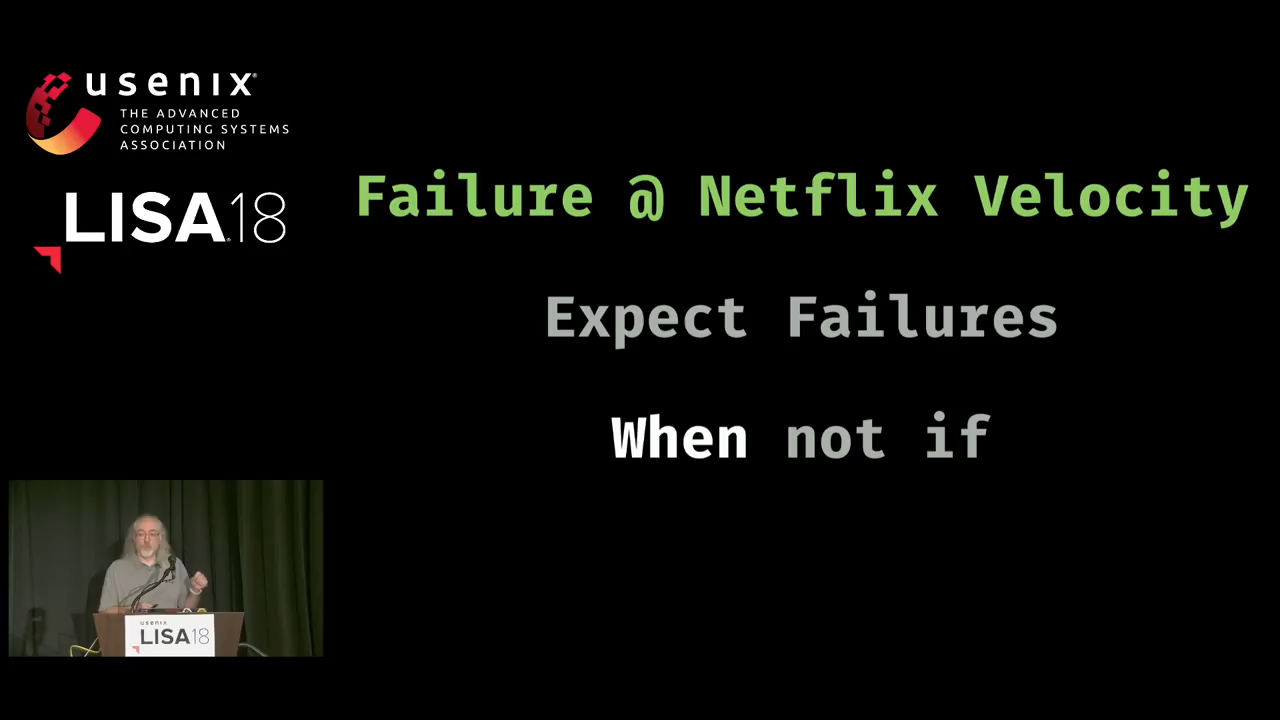 usenix®
THE ADVANCED
COMPUTING SYSTEMS
ASSOCIATION
LISA18
Failure @ Netflix Velocity
Expect Failures
When not if
usenix
LISA18